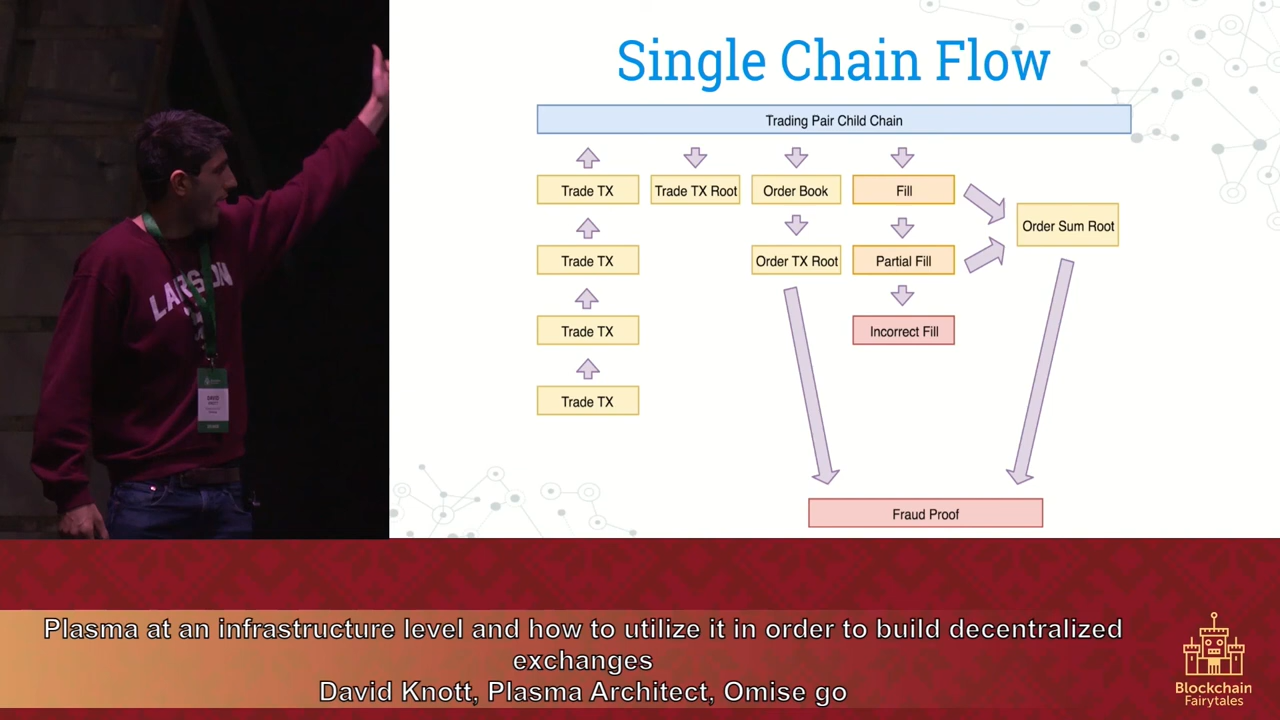 Single Chain Flow
Trading Pair Child Chain
Trade TX
Trade TX Root
Order Book
Fill
Order Sum Root
Trade TX
Order TX Root
Partial Fill
Trade TX
Incorrect Fill
Trade TX
Fraud Proof
DAVID
Plasma at an infrastructure level and how to utilize it in order to build decentralized
exchanges
David Knott, Plasma Architect, Omise go
Blockchain
Fairytales